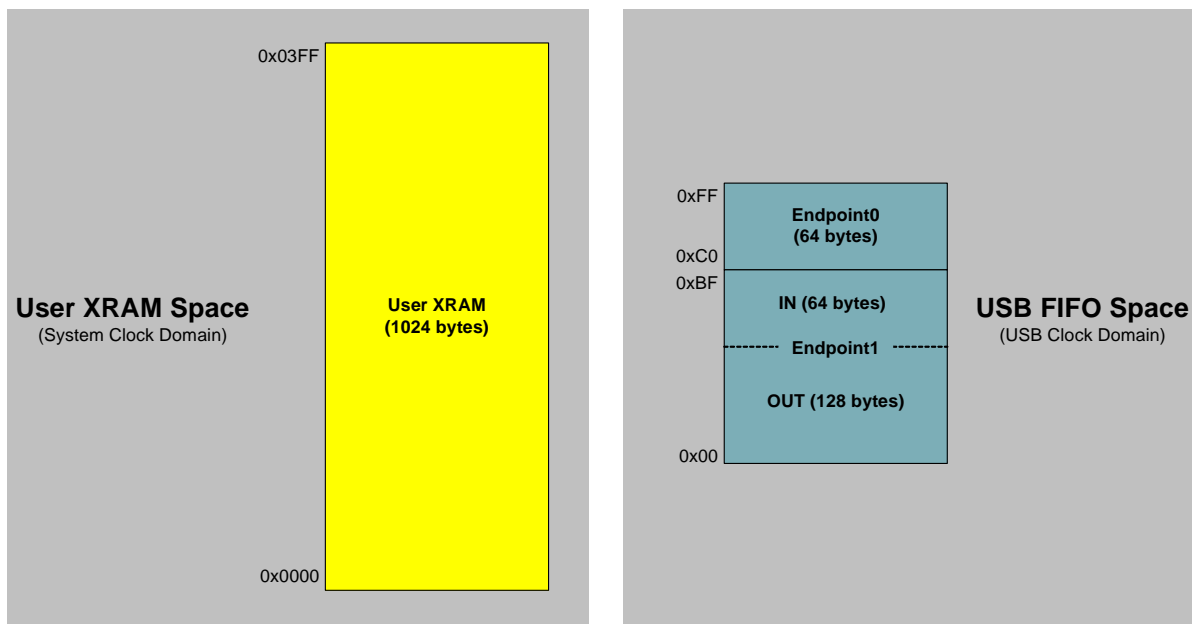 0x03FF
User XRAM Space
(System Clock Domain)
User XRAM
(1024 bytes)
0x0000
0xFF
Endpoint0
(64 bytes)
0xC0
0xBF
IN (64 bytes)
Endpoint1
OUT (128 bytes)
0x00
USB FIFO Space
(USB Clock Domain)